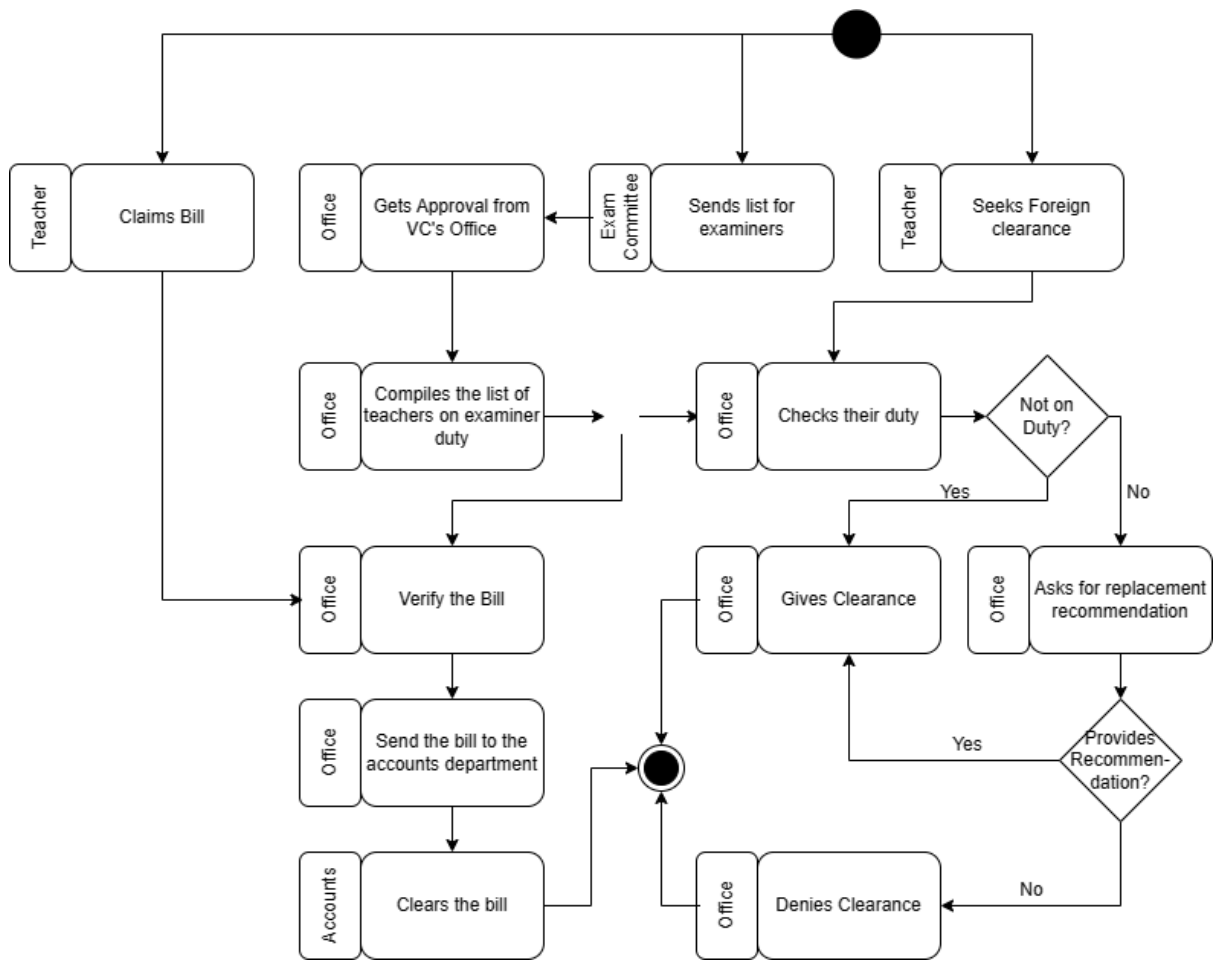 Teacher
Claims Bill
Office
Gets Approval from
VC's Office
Exam
Committee
Sends list for
examiners
Teacher
Seeks Foreign
clearance
Office
Compiles the list of
teachers on examiner
duty
Office
Checks their duty
Not on
Duty?
Yes
No
Office
Verify the Bill
Office
Gives Clearance
Office
Asks for replacement
recommendation
Office
Send the bill to the
accounts department
Yes
Provides
Recommen-
dation?
Accounts
Clears the bill
Office
Denies Clearance
No